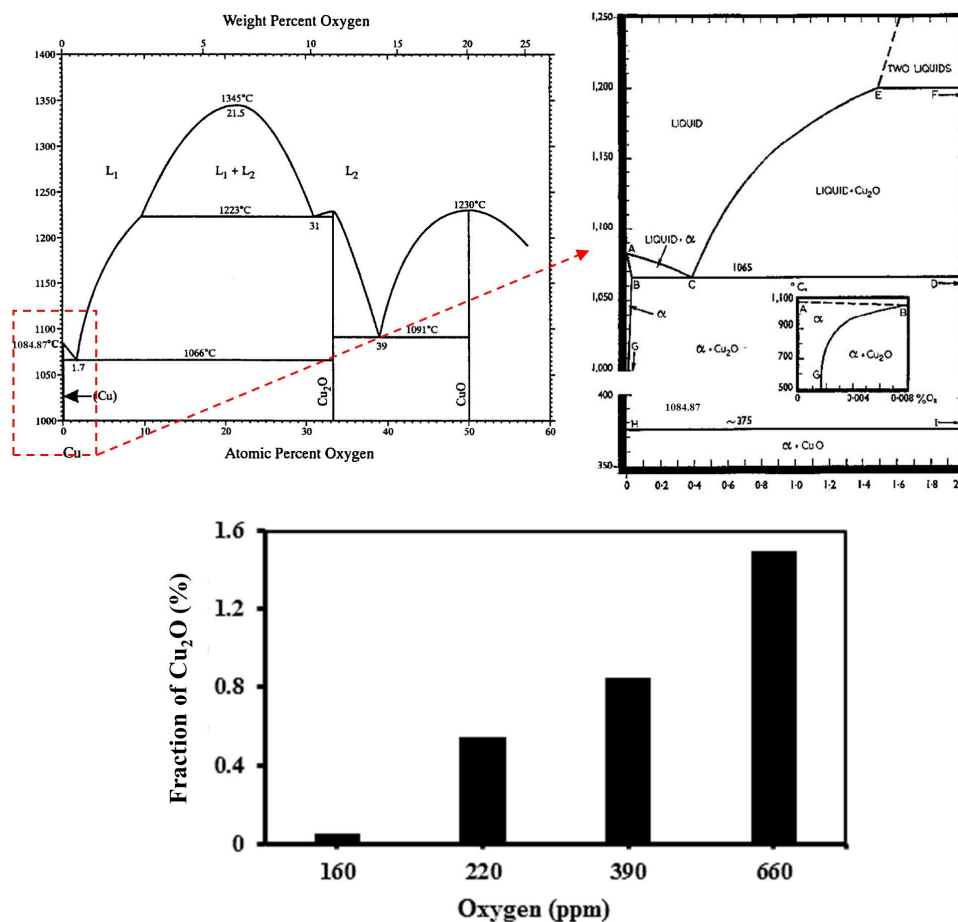 Weight Percent Oxygen
0 5 10 15 20 25
1400
1350
1300
1250
1200
1150
1100
1050
1000
1345°C
21.5
L₁
L₁ + L₂
L₂
1223°C
31
1230°C
1084.87°C
1.7
1066°C
1091°C
39
(Cu)
Cu₂O
CuO
0 10 20 30 40 50 60
Cu
Atomic Percent Oxygen
1,250
1,200
1,150
1,100
1,050
1,000
400
350
TWO LIQUIDS
E
F
LIQUID
LIQUID+Cu₂O
A
LIQUID + α
1065
B
C
°C.
D
α
G
α+Cu₂O
1,100
900
700
500
A
B
α
α+Cu₂O
G
0 0·004 0·008 %O₂
1084.87
H
~375
I
α+CuO
0 0·2 0·4 0·6 0·8 1·0 1·2 1·4 1·6 1·8 2
Fraction of Cu₂O (%)
1.6
1.2
0.8
0.4
0
160 220 390 660
Oxygen (ppm)